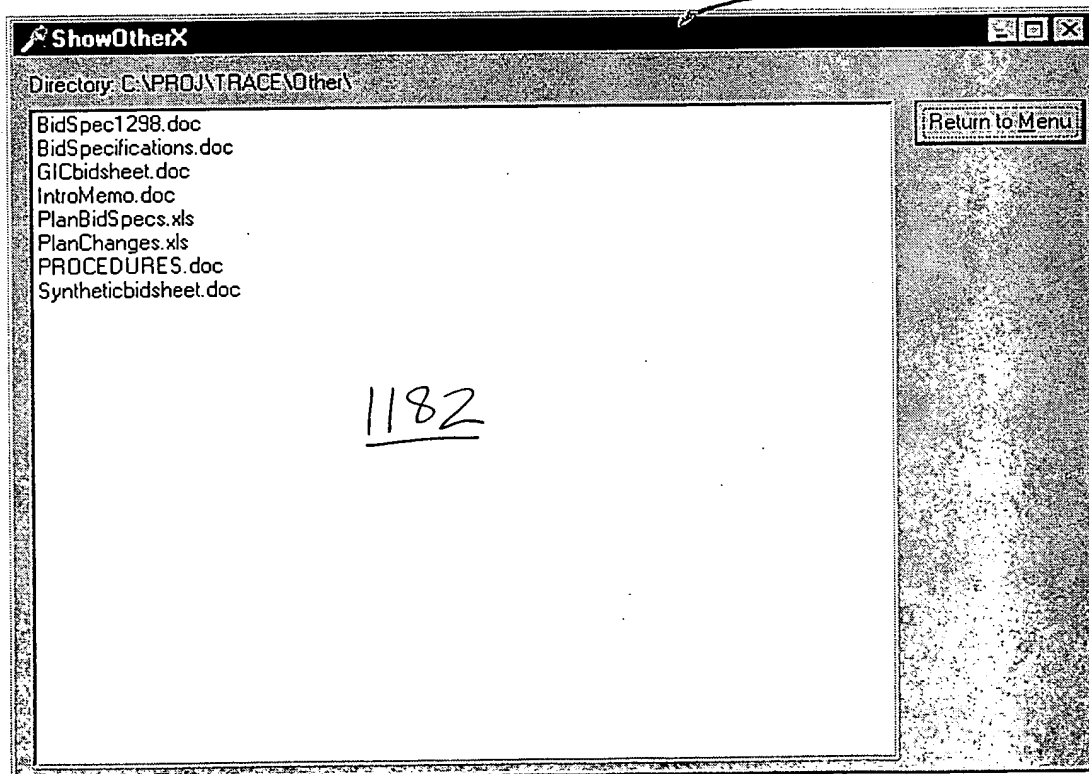 ShowOtherX
Directory: C:\PROJ\TRACE\Other\
Return to Menu
BidSpec1298.doc
BidSpecifications.doc
GICbidsheet.doc
IntroMemo.doc
PlanBidSpecs.xls
PlanChanges.xls
PROCEDURES.doc
Syntheticbidsheet.doc
1182